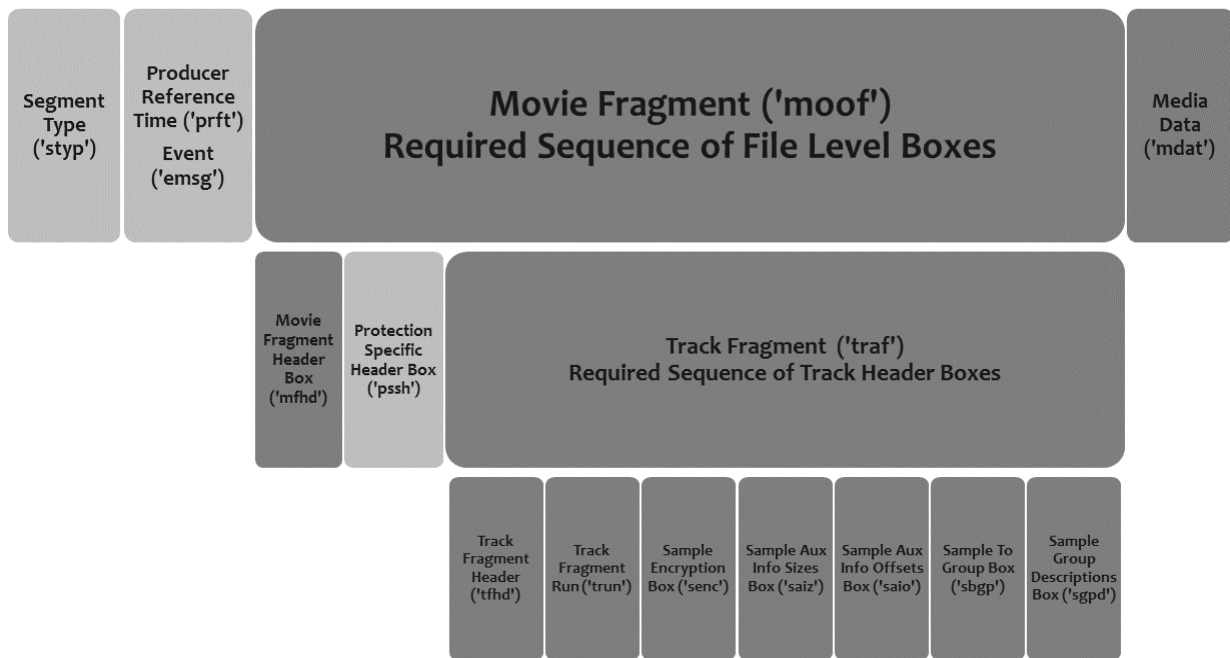 Segment
Type
('styp')
Producer
Reference
Time ('prft')
Event
('emsg')
Movie Fragment ('moof')
Required Sequence of File Level Boxes
Media
Data
('mdat')
Movie
Fragment
Header
Box
('mfhd')
Protection
Specific
Header Box
('pssh')
Track Fragment ('traf')
Required Sequence of Track Header Boxes
Track
Fragment
Header
('tfhd')
Track
Fragment
Run ('trun')
Sample
Encryption
Box ('senc')
Sample Aux
Info Sizes
Box ('saiz')
Sample Aux
Info Offsets
Box ('saio')
Sample To
Group Box
('sbgp')
Sample
Group
Descriptions
Box ('sgpd')